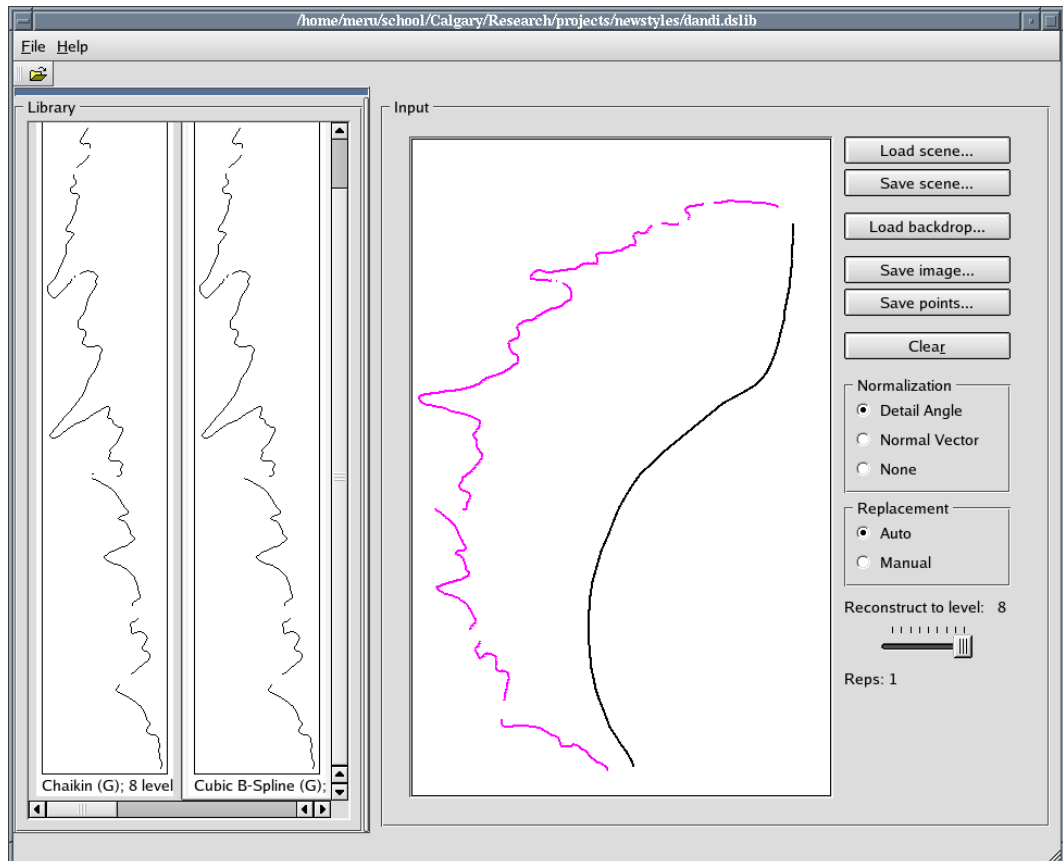 /home/meru/school/Calgary/Research/projects/newstyles/dandi.dslib
File Help
Library
Chaikin (G); 8 level
Cubic B-Spline (G);
Input
Load scene...
Save scene...
Load backdrop...
Save image...
Save points...
Clear
Normalization
Detail Angle
Normal Vector
None
Replacement
Auto
Manual
Reconstruct to level: 8
Reps: 1